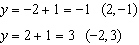 y = −2 + 1 = −1   (2, −1)
y = 2 + 1 = 3   (−2, 3)